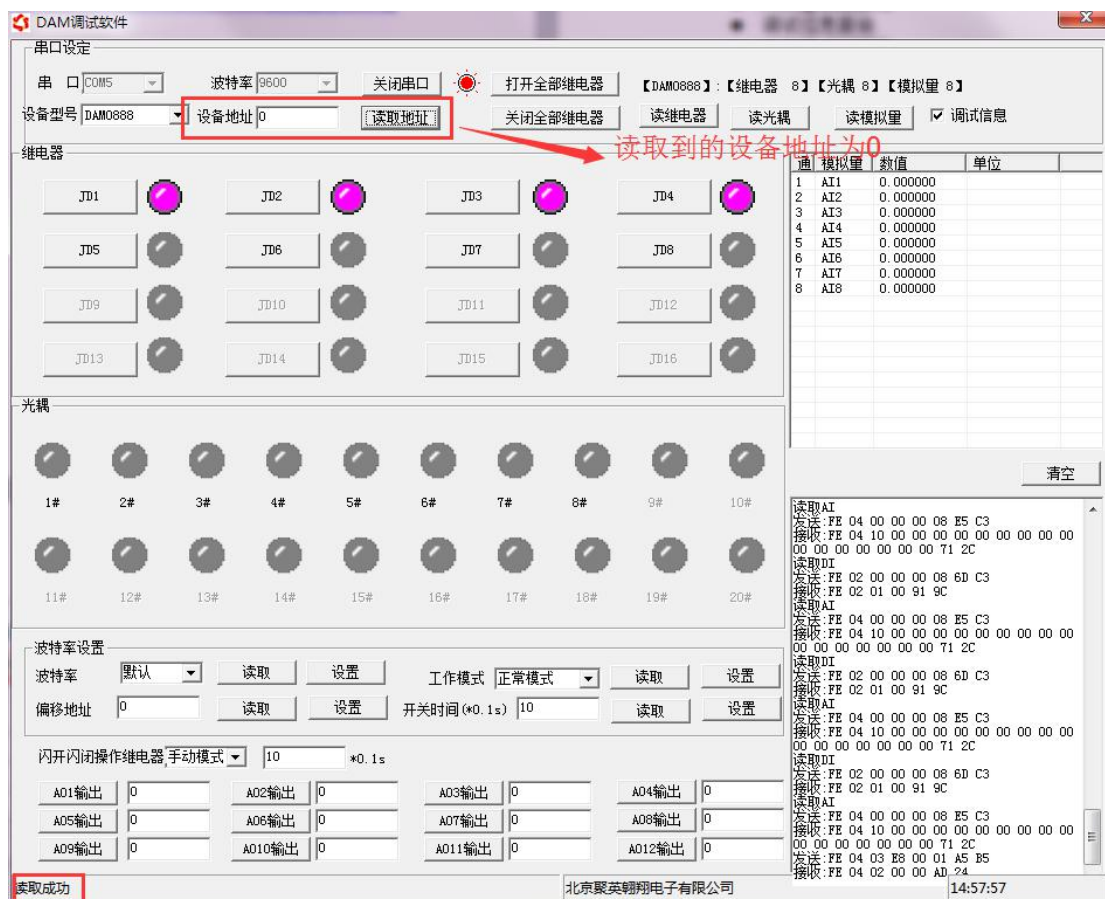 DAM调试软件
串口设定
串 口 COM5 波特率 9600 关闭串口 打开全部继电器 【DAM0888】:【继电器 8】【光耦 8】【模拟量 8】
设备型号 DAM0888 设备地址 0 读取地址 关闭全部继电器 读继电器 读光耦 读模拟量 调试信息
读取到的设备地址为0
继电器
JD1 JD2 JD3 JD4
JD5 JD6 JD7 JD8
JD9 JD10 JD11 JD12
JD13 JD14 JD15 JD16
通 模拟量 数值 单位
1 AI1 0.000000
2 AI2 0.000000
3 AI3 0.000000
4 AI4 0.000000
5 AI5 0.000000
6 AI6 0.000000
7 AI7 0.000000
8 AI8 0.000000
光耦
1# 2# 3# 4# 5# 6# 7# 8# 9# 10#
11# 12# 13# 14# 15# 16# 17# 18# 19# 20#
清空
读取AI
发送:FE 04 00 00 00 08 E5 C3
接收:FE 04 10 00 00 00 00 00 00 00 00 00 00
00 00 00 00 00 00 00 71 2C
读取DI
发送:FE 02 00 00 00 08 6D C3
接收:FE 02 01 00 91 9C
读取AI
发送:FE 04 00 00 00 08 E5 C3
接收:FE 04 10 00 00 00 00 00 00 00 00 00 00
00 00 00 00 00 00 00 71 2C
读取DI
发送:FE 02 00 00 00 08 6D C3
接收:FE 02 01 00 91 9C
读取AI
发送:FE 04 00 00 00 08 E5 C3
接收:FE 04 10 00 00 00 00 00 00 00 00 00 00
00 00 00 00 00 00 00 71 2C
读取DI
发送:FE 02 00 00 00 08 6D C3
接收:FE 02 01 00 91 9C
读取AI
发送:FE 04 00 00 00 08 E5 C3
接收:FE 04 10 00 00 00 00 00 00 00 00 00 00
00 00 00 00 00 00 00 71 2C
发送:FE 04 03 E8 00 01 A5 B5
接收:FE 04 02 00 00 AD 24
波特率设置
波特率 默认 读取 设置 工作模式 正常模式 读取 设置
偏移地址 0 读取 设置 开关时间(*0.1s) 10 读取 设置
闪开闪闭操作继电器 手动模式 10 *0.1s
AO1输出 0 AO2输出 0 AO3输出 0 AO4输出 0
AO5输出 0 AO6输出 0 AO7输出 0 AO8输出 0
AO9输出 0 AO10输出 0 AO11输出 0 AO12输出 0
读取成功 北京聚英翱翔电子有限公司 14:57:57